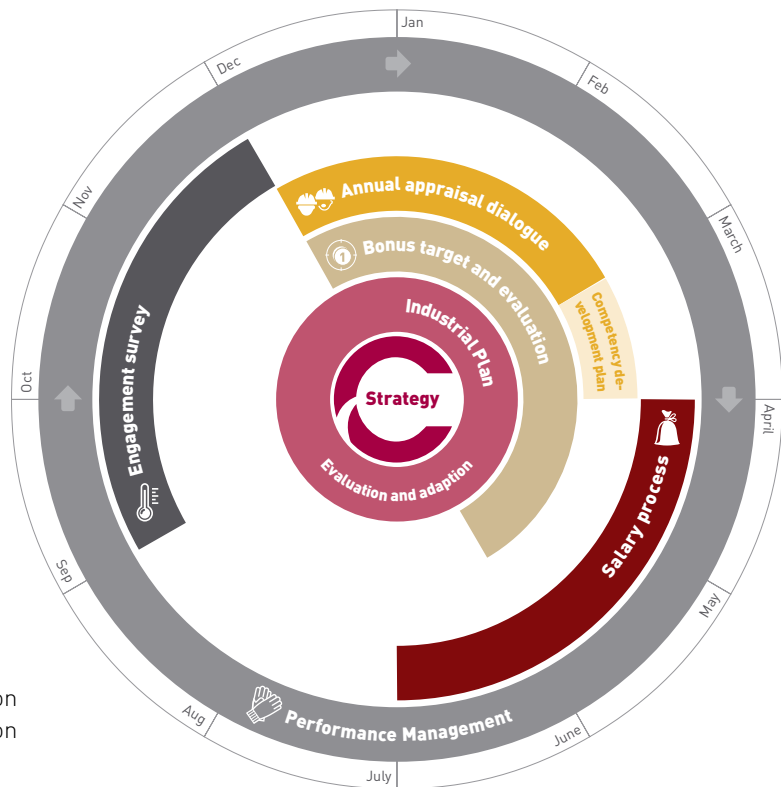 Jan
Feb
March
April
May
June
July
Aug
Sep
Oct
Nov
Dec
Annual appraisal dialogue
1
Bonus target and evaluation
Competency de-
velopment plan
Industrial Plan
Strategy
Evaluation and adaption
Engagement survey
Salary process
Performance Management
on
on